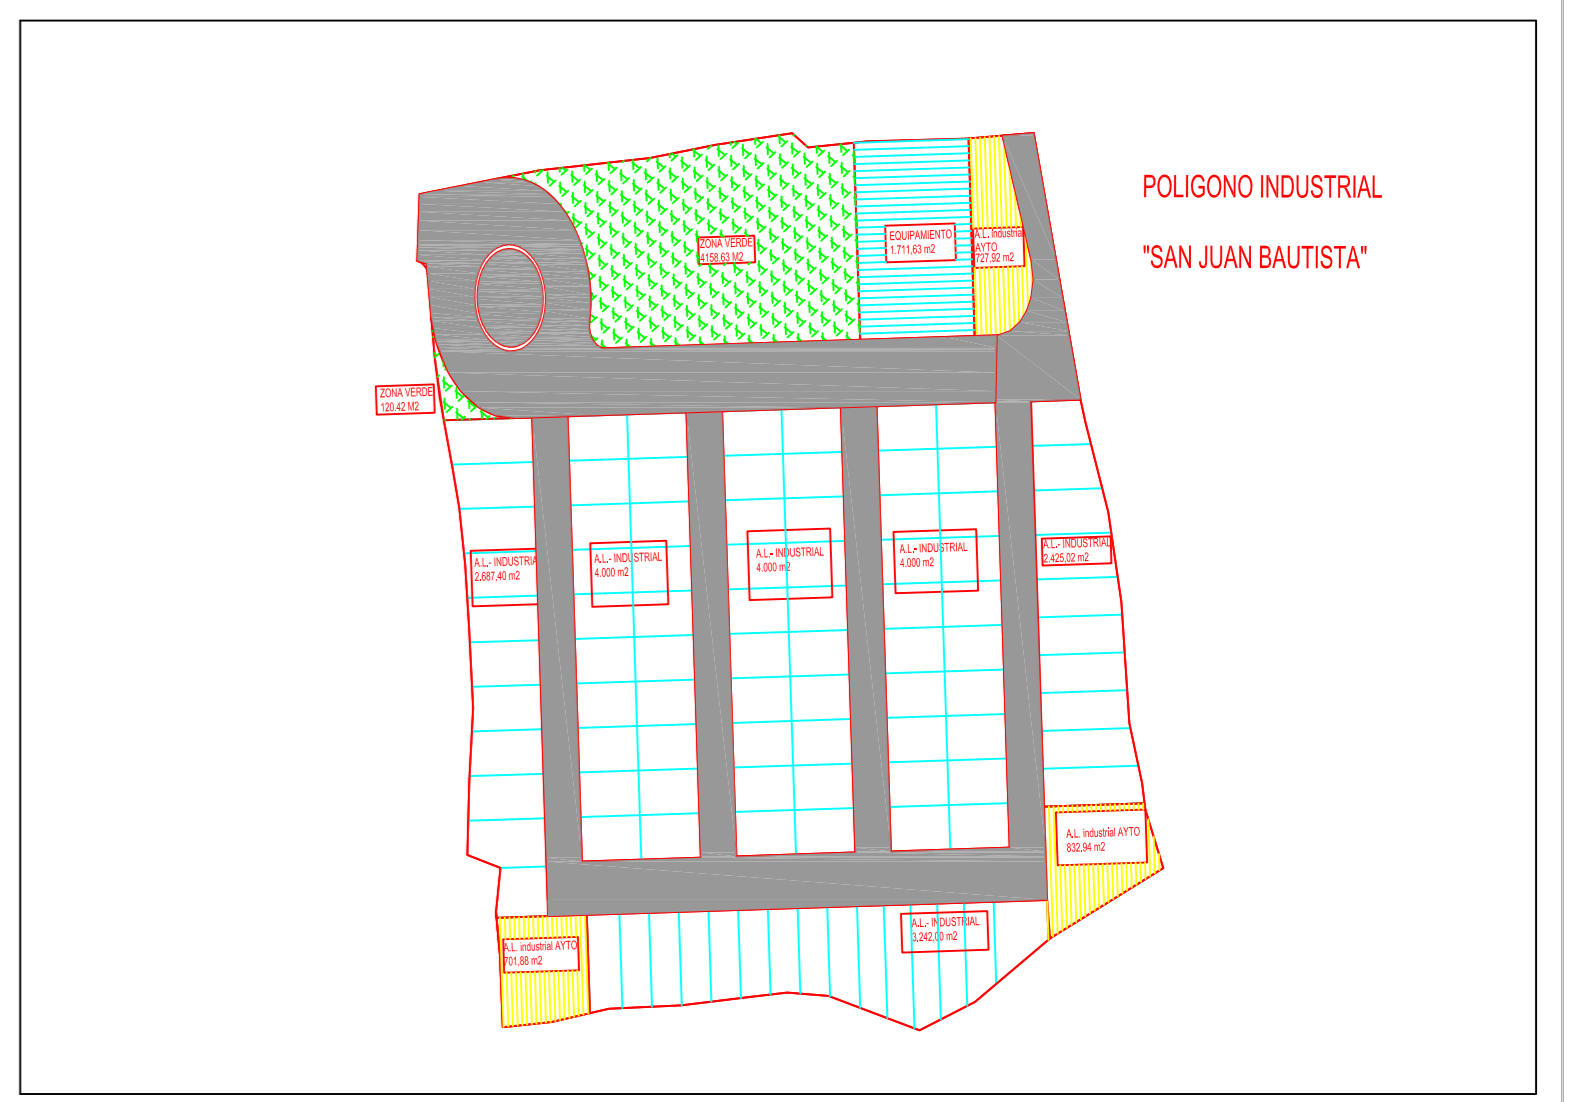 POLIGONO INDUSTRIAL
"SAN JUAN BAUTISTA"
ZONA VERDE
4158.63 M2
EQUIPAMIENTO
1.711,63 m2
A.L. Industrial
AYTO
727,92 m2
ZONA VERDE
120.42 M2
A.L.- INDUSTRIAL
2.687,40 m2
A.L.- INDUSTRIAL
4.000 m2
A.L.- INDUSTRIAL
4.000 m2
A.L.- INDUSTRIAL
4.000 m2
A.L.- INDUSTRIAL
2.425,02 m2
A.L. industrial AYTO
832,94 m2
A.L.- INDUSTRIAL
3.242,00 m2
A.L. industrial AYTO
701,88 m2